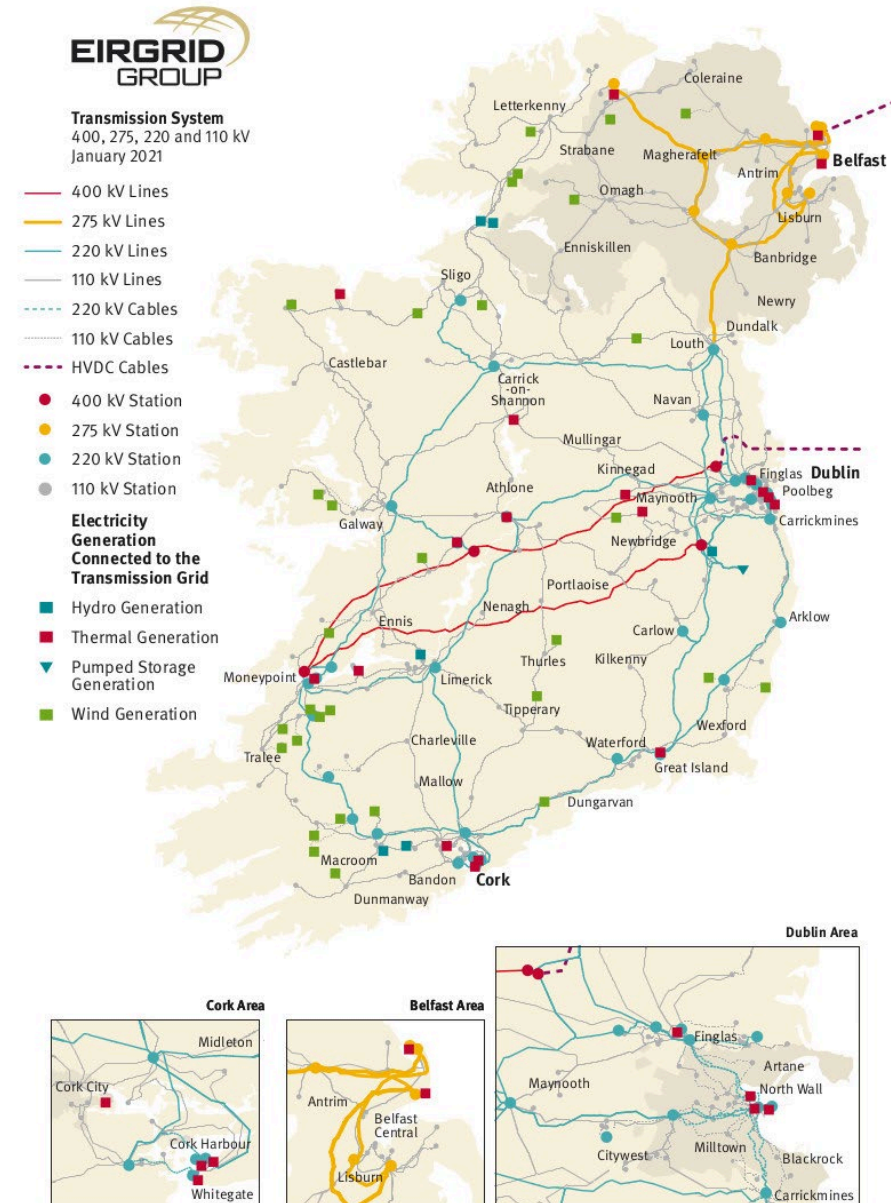 EIRGRID
GROUP
Transmission System
400, 275, 220 and 110 kV
January 2021
400 kV Lines
275 kV Lines
220 kV Lines
110 kV Lines
220 kV Cables
110 kV Cables
HVDC Cables
400 kV Station
275 kV Station
220 kV Station
110 kV Station
Electricity
Generation
Connected to the
Transmission Grid
Hydro Generation
Thermal Generation
Pumped Storage
Generation
Wind Generation
Coleraine
Letterkenny
Strabane
Magherafelt
Belfast
Antrim
Omagh
Lisburn
Enniskillen
Banbridge
Sligo
Newry
Dundalk
Louth
Castlebar
Carrick
-on-
Shannon
Navan
Mullingar
Kinnegad
Finglas
Dublin
Athlone
Maynooth
Poolbeg
Galway
Carrickmines
Newbridge
Portlaoise
Nenagh
Ennis
Arklow
Carlow
Thurles
Kilkenny
Moneypoint
Limerick
Tipperary
Wexford
Charleville
Waterford
Tralee
Great Island
Mallow
Dungarvan
Macroom
Bandon
Cork
Dunmanway
Dublin Area
Cork Area
Belfast Area
Midleton
Cork City
Cork Harbour
Whitegate
Antrim
Belfast
Central
Lisburn
Finglas
Artane
Maynooth
North Wall
Citywest
Milltown
Blackrock
Carrickmines